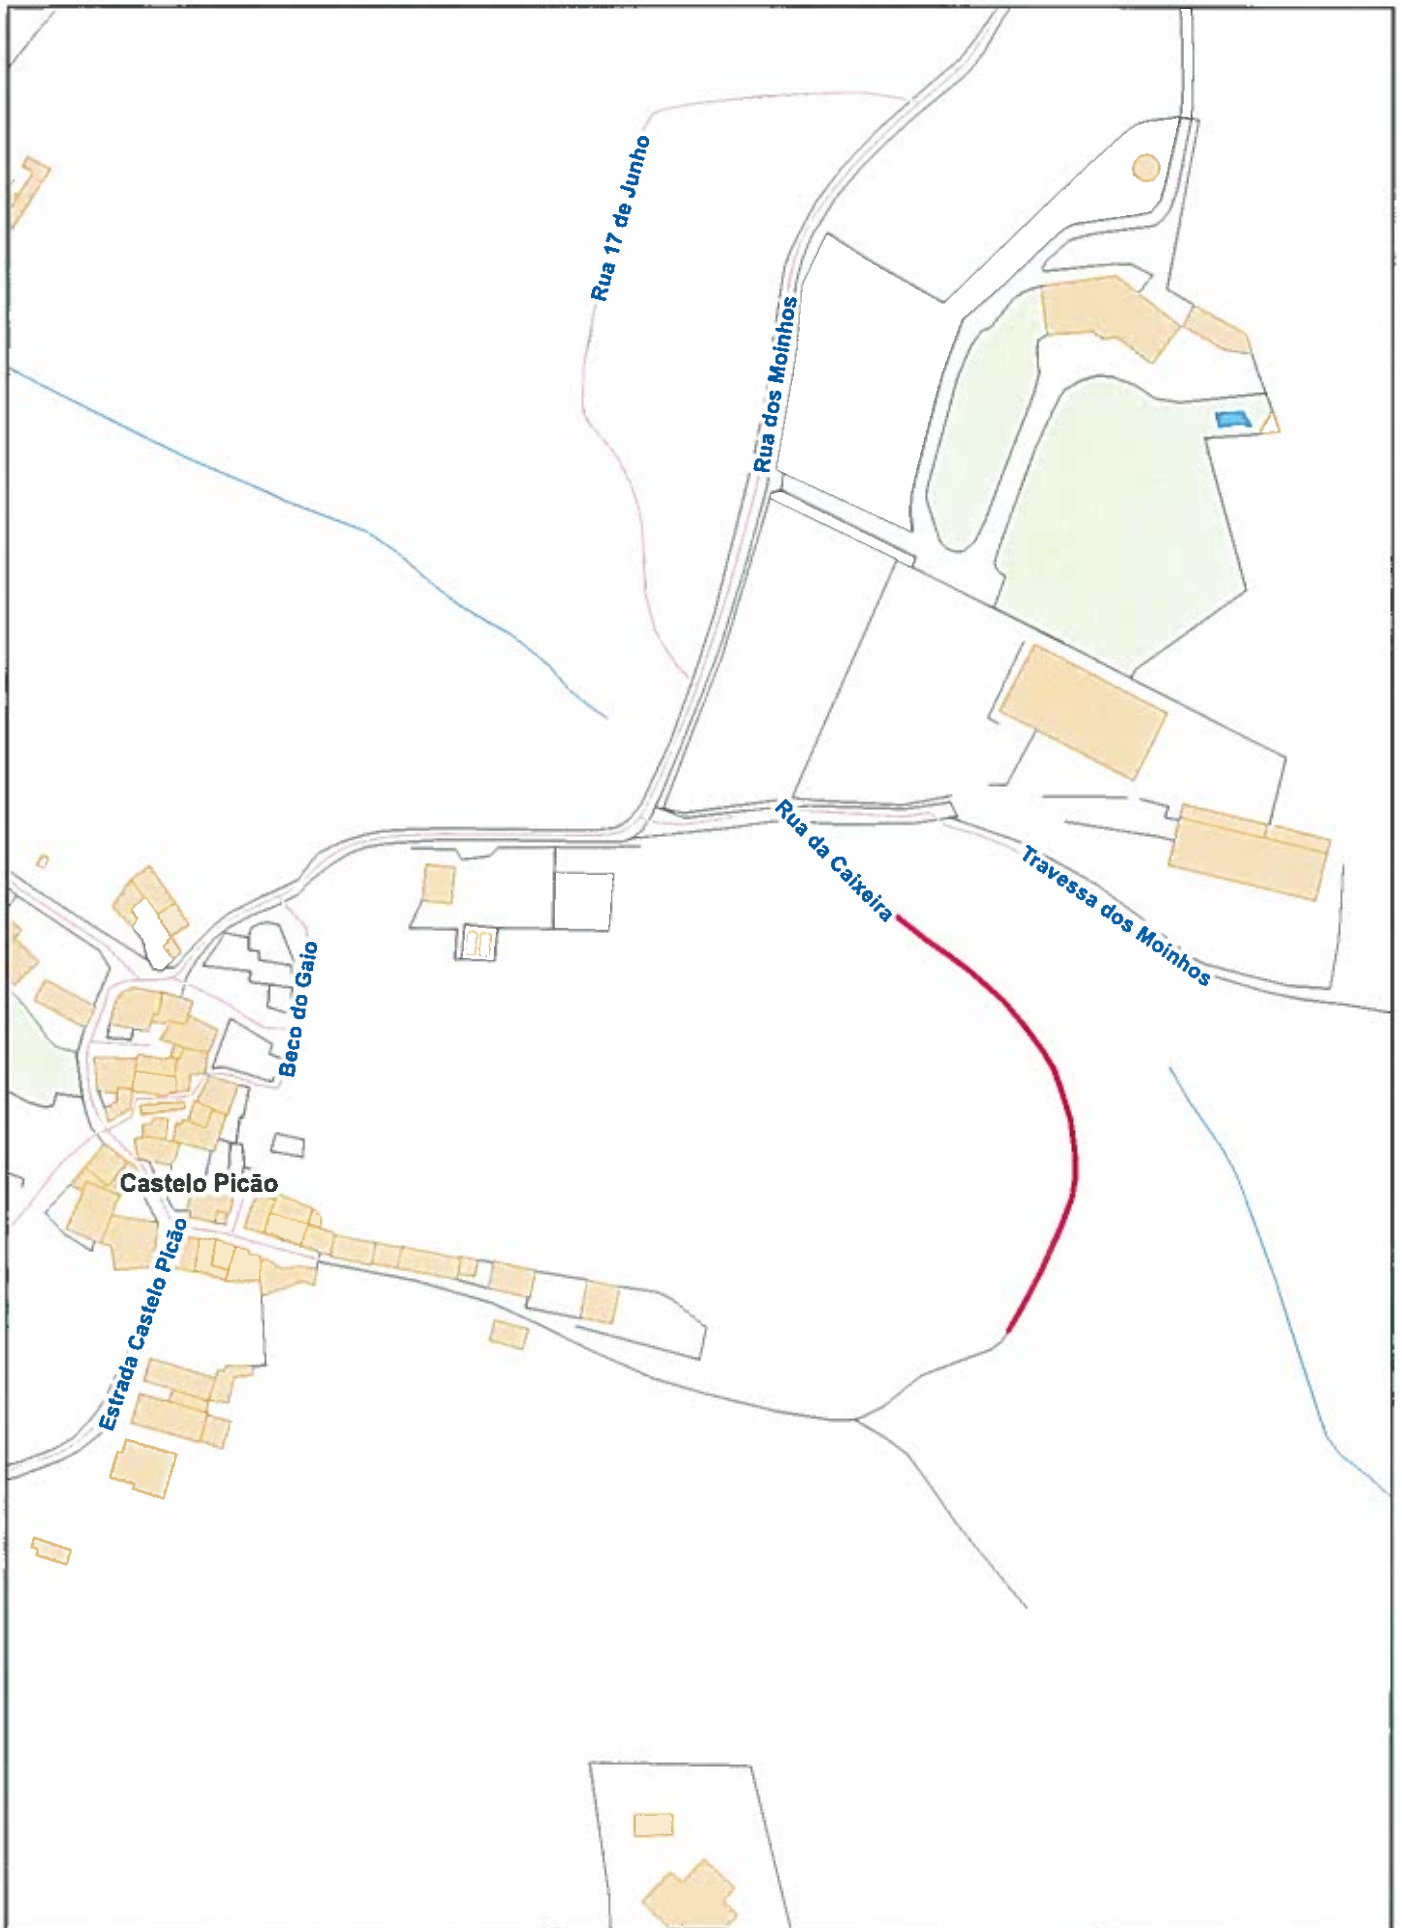 Rua 17 de Junho
Rua dos Moinhos
Rua da Caixeira
Travessa dos Moinhos
Beco do Gaio
Castelo Picão
Estrada Castelo Picão